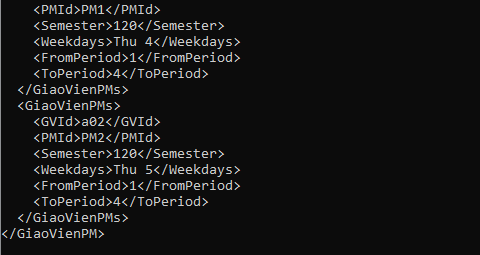 <PMId>PM1</PMId>
<Semester>120</Semester>
<Weekdays>Thu 4</Weekdays>
<FromPeriod>1</FromPeriod>
<ToPeriod>4</ToPeriod>
</GiaoVienPMs>
<GiaoVienPMs>
<GVId>a02</GVId>
<PMId>PM2</PMId>
<Semester>120</Semester>
<Weekdays>Thu 5</Weekdays>
<FromPeriod>1</FromPeriod>
<ToPeriod>4</ToPeriod>
</GiaoVienPMs>
</GiaoVienPM>